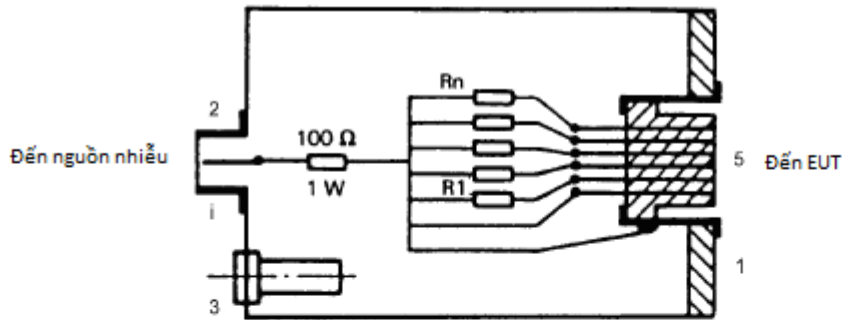 Rn
2
100 Ω
Đến nguồn nhiễu
5 Đến EUT
1 W
R1
i
1
3